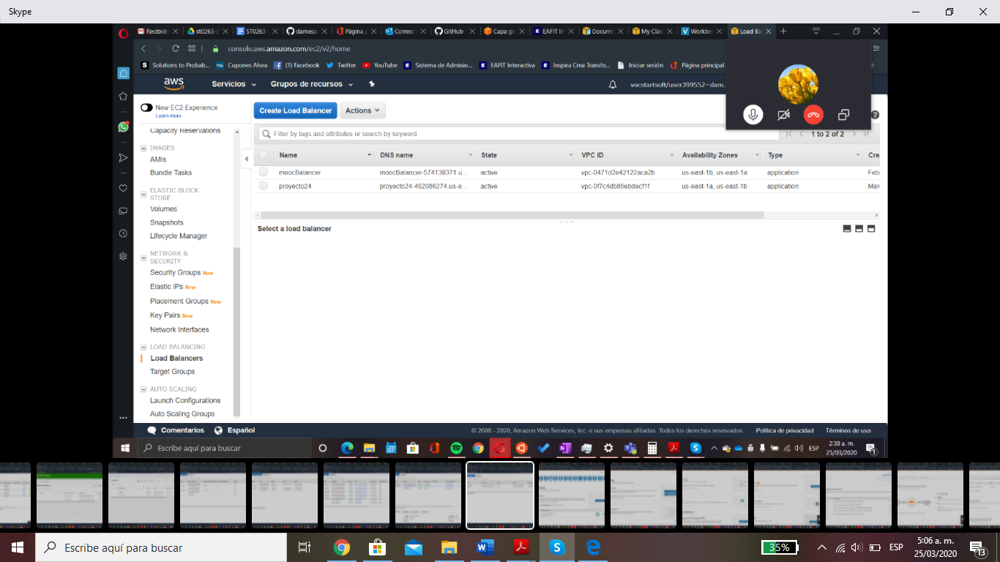 Skype
Recibido
st0263-p
ST0263-
damesa
Página p
Correo:
GitHub
Capa gr
EAFIT In
Docume
My Clas
Workbe
Load Ba
console.aws.amazon.com/ec2/v2/home
Solutions to Probab...
Cupones Alsea
(1) Facebook
Twitter
YouTube
Sistema de Admisio...
EAFIT Interactiva
Inspira Crea Transfo...
Iniciar sesión
Página principal
aws
Servicios
Grupos de recursos
vocstartsoft/user399552=dam...
New EC2 Experience
Learn more
Create Load Balancer
Actions
Capacity Reservations
Filter by tags and attributes or search by keyword
1 to 2 of 2
IMAGES
AMIs
Bundle Tasks
Name DNS name State VPC ID Availability Zones Type Cre
moocBalancer moocBalancer-574139371.u... active vpc-0471d2e42122aca2b us-east-1b, us-east-1a application Feb
proyecto24 proyecto24-462086274.us-e... active vpc-0f7c4db86ebdecf1f us-east-1a, us-east-1b application Mar
ELASTIC BLOCK
STORE
Volumes
Snapshots
Lifecycle Manager
Select a load balancer
NETWORK &
SECURITY
Security Groups New
Elastic IPs New
Placement Groups New
Key Pairs New
Network Interfaces
LOAD BALANCING
Load Balancers
Target Groups
AUTO SCALING
Launch Configurations
Auto Scaling Groups
Comentarios
Español
© 2008 - 2020, Amazon Web Services, Inc. o sus empresas afiliadas. Todos los derechos reservados.
Política de privacidad
Términos de uso
Escribe aquí para buscar
ESP
2:30 a. m.
25/03/2020
1
Escribe aquí para buscar
35%
ESP
5:06 a. m.
25/03/2020
13